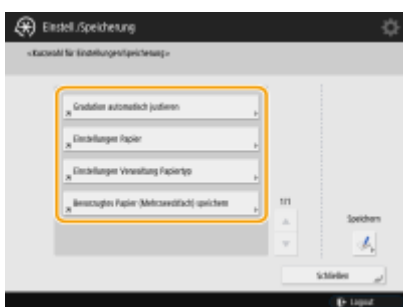 Einstell./Speicherung
<Kurzwahl für Einstellungen/Speicherung>
Gradation automatisch justieren
Einstellungen Papier
Einstellungen Verwaltung Papiertyp
Bevorzugtes Papier (Mehrzweckfach) speichern
1/1
Speichern
Schließen
Logout